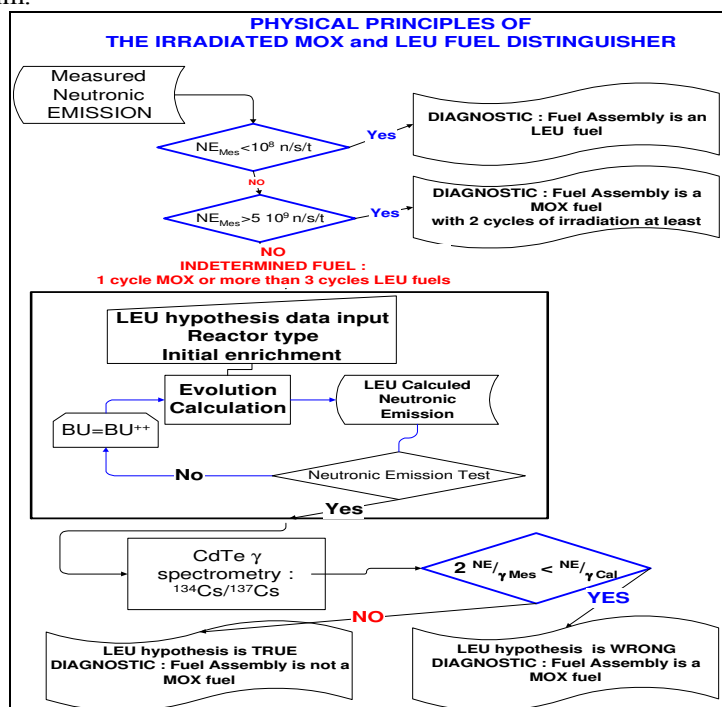 um.
PHYSICAL PRINCIPLES OF
THE IRRADIATED MOX and LEU FUEL DISTINGUISHER
Measured
Neutronic
EMISSION
NE_Mes<10⁸ n/s/t
Yes
DIAGNOSTIC : Fuel Assembly is an
LEU fuel
NO
NE_Mes>5 10⁹ n/s/t
Yes
DIAGNOSTIC : Fuel Assembly is a
MOX fuel
with 2 cycles of irradiation at least
NO
INDETERMINED FUEL :
1 cycle MOX or more than 3 cycles LEU fuels
LEU hypothesis data input
Reactor type
Initial enrichment
Evolution
Calculation
LEU Calculed
Neutronic
Emission
BU=BU⁺⁺
No
Neutronic Emission Test
Yes
CdTe γ
spectrometry :
¹³⁴Cs/¹³⁷Cs
2 NE/γ Mes < NE/γ Cal
YES
NO
LEU hypothesis is TRUE
DIAGNOSTIC : Fuel Assembly is not a
MOX fuel
LEU hypothesis is WRONG
DIAGNOSTIC : Fuel Assembly is a
MOX fuel